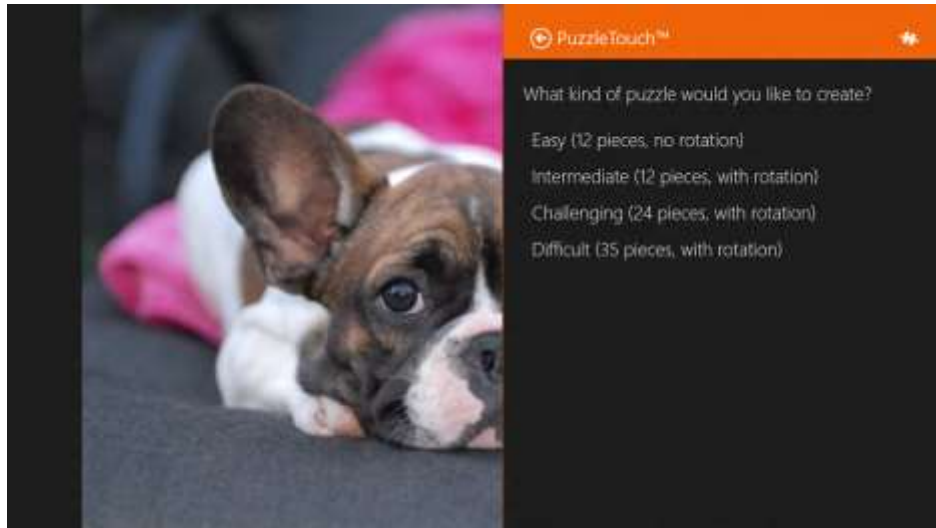 PuzzleTouch™
What kind of puzzle would you like to create?
Easy (12 pieces, no rotation)
Intermediate (12 pieces, with rotation)
Challenging (24 pieces, with rotation)
Difficult (35 pieces, with rotation)